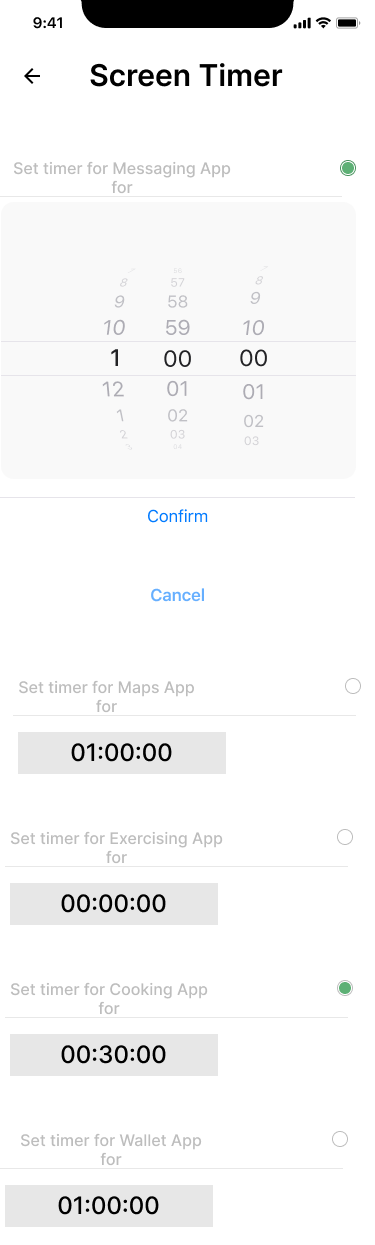 9:41
Screen Timer
Set timer for Messaging App
for
56
8 57 8
9 58 9
10 59 10
1 00 00
12 01 01
1 02 02
2 03 03
04
Confirm
Cancel
Set timer for Maps App
for
01:00:00
Set timer for Exercising App
for
00:00:00
Set timer for Cooking App
for
00:30:00
Set timer for Wallet App
for
01:00:00